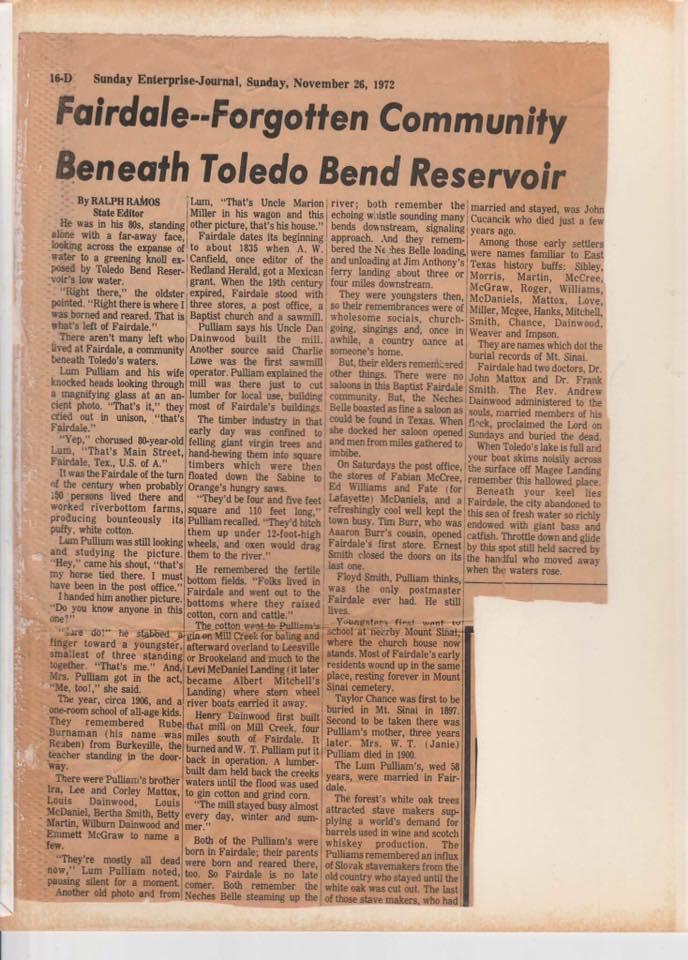 16-D Sunday Enterprise-Journal, Sunday, November 26, 1972
Fairdale--Forgotten Community
Beneath Toledo Bend Reservoir
By RALPH RAMOS
State Editor
He was in his 80s, standing
alone with a far-away face,
looking across the expanse of
water to a greening knoll ex-
posed by Toledo Bend Reser-
voir's low water.
"Right there," the oldster
pointed. "Right there is where I
was borned and reared. That is
what's left of Fairdale."
There aren't many left who
lived at Fairdale, a community
beneath Toledo's waters.
Lum Pulliam and his wife
knocked heads looking through
a magnifying glass at an an-
cient photo. "That's it," they
cried out in unison, "that's
Fairdale."
"Yep," chorused 80-year-old
Lum, "That's Main Street,
Fairdale, Tex., U.S. of A."
It was the Fairdale of the turn
of the century when probably
150 persons lived there and
worked riverbottom farms,
producing bounteously its
puffy, white cotton.
Lum Pullium was still looking
and studying the picture.
"Hey," came his shout, "that's
my horse tied there. I must
have been in the post office."
I handed him another picture.
"Do you know anyone in this
one?"
"Sure do!" he stabbed a
finger toward a youngster,
smallest of three standing
together. "That's me." And,
Mrs. Pulliam got in the act,
"Me, too!," she said.
The year, circa 1906, and a
one-room school of all-age kids.
They remembered Rube
Burnaman (his name was
Reuben) from Burkeville, the
teacher standing in the door-
way.
There were Pulliam's brother
Ira, Lee and Corley Mattox,
Louis Dainwood, Louis
McDaniel, Bertha Smith, Betty
Martin, Wilburn Dainwood and
Emmett McGraw to name a
few.
"They're mostly all dead
now," Lum Pulliam noted,
pausing silent for a moment.
Another old photo and from
Lum, "That's Uncle Marion
Miller in his wagon and this
other picture, that's his house."
Fairdale dates its beginning
to about 1835 when A. W.
Canfield, once editor of the
Redland Herald, got a Mexican
grant. When the 19th century
expired, Fairdale stood with
three stores, a post office, a
Baptist church and a sawmill.
Pulliam says his Uncle Dan
Dainwood built the mill.
Another source said Charlie
Lowe was the first sawmill
operator. Pulliam explained the
mill was there just to cut
lumber for local use, building
most of Fairdale's buildings.
The timber industry in that
early day was confined to
felling giant virgin trees and
hand-hewing them into square
timbers which were then
floated down the Sabine to
Orange's hungry saws.
"They'd be four and five feet
square and 110 feet long,"
Pulliam recalled. "They'd hitch
them up under 12-foot-high
wheels, and oxen would drag
them to the river."
He remembered the fertile
bottom fields. "Folks lived in
Fairdale and went out to the
bottoms where they raised
cotton, corn and cattle."
The cotton went to Pulliam's
gin on Mill Creek for baling and
afterward overland to Leesville
or Brookeland and much to the
Levi McDaniel Landing (it later
became Albert Mitchell's
Landing) where stern wheel
river boats carried it away.
Henry Dainwood first built
that mill on Mill Creek, four
miles south of Fairdale. It
burned and W. T. Pulliam put it
back in operation. A lumber-
built dam held back the creeks
waters until the flood was used
to gin cotton and grind corn.
"The mill stayed busy almost
every day, winter and sum-
mer."
Both of the Pulliam's were
born in Fairdale; their parents
were born and reared there,
too. So Fairdale is no late
comer. Both remember the
Neches Belle steaming up the
river; both remember the
echoing whistle sounding many
bends downstream, signaling
approach. And they remem-
bered the Neches Belle loading
and unloading at Jim Anthony's
ferry landing about three or
four miles downstream.
They were youngsters then,
so their remembrances were of
wholesome socials, church-
going, singings and, once in
awhile, a country dance at
someone's home.
But, their elders remembered
other things. There were no
saloons in this Baptist Fairdale
community. But, the Neches
Belle boasted as fine a saloon as
could be found in Texas. When
she docked her saloon opened
and men from miles gathered to
imbibe.
On Saturdays the post office,
the stores of Fabian McCree,
Ed Williams and Fate (for
Lafayette) McDaniels, and a
refreshingly cool well kept the
town busy. Tim Burr, who was
Aaaron Burr's cousin, opened
Fairdale's first store. Ernest
Smith closed the doors on its
last one.
Floyd Smith, Pulliam thinks,
was the only postmaster
Fairdale ever had. He still
lives.
Youngsters first went to
school at nearby Mount Sinai,
where the church house now
stands. Most of Fairdale's early
residents wound up in the same
place, resting forever in Mount
Sinai cemetery.
Taylor Chance was first to be
buried in Mt. Sinai in 1897.
Second to be taken there was
Pulliam's mother, three years
later. Mrs. W. T. (Janie)
Pulliam died in 1900.
The Lum Pulliam's, wed 58
years, were married in Fair-
dale.
The forest's white oak trees
attracted stave makers sup-
plying a world's demand for
barrels used in wine and scotch
whiskey production. The
Pulliams remembered an influx
of Slovak stavemakers from the
old country who stayed until the
white oak was cut out. The last
of those stave makers, who had
married and stayed, was John
Cucancik who died just a few
years ago.
Among those early settlers
were names familiar to East
Texas history buffs: Sibley,
Morris, Martin, McCree,
McGraw, Roger, Williams,
McDaniels, Mattox, Love,
Miller, Mcgee, Hanks, Mitchell,
Smith, Chance, Dainwood,
Weaver and Impson.
They are names which dot the
burial records of Mt. Sinai.
Fairdale had two doctors, Dr.
John Mattox and Dr. Frank
Smith. The Rev. Andrew
Dainwood administered to the
souls, married members of his
flock, proclaimed the Lord on
Sundays and buried the dead.
When Toledo's lake is full and
your boat skims noisily across
the surface off Magee Landing
remember this hallowed place.
Beneath your keel lies
Fairdale, the city abandoned to
this sea of fresh water so richly
endowed with giant bass and
catfish. Throttle down and glide
by this spot still held sacred by
the handful who moved away
when the waters rose.